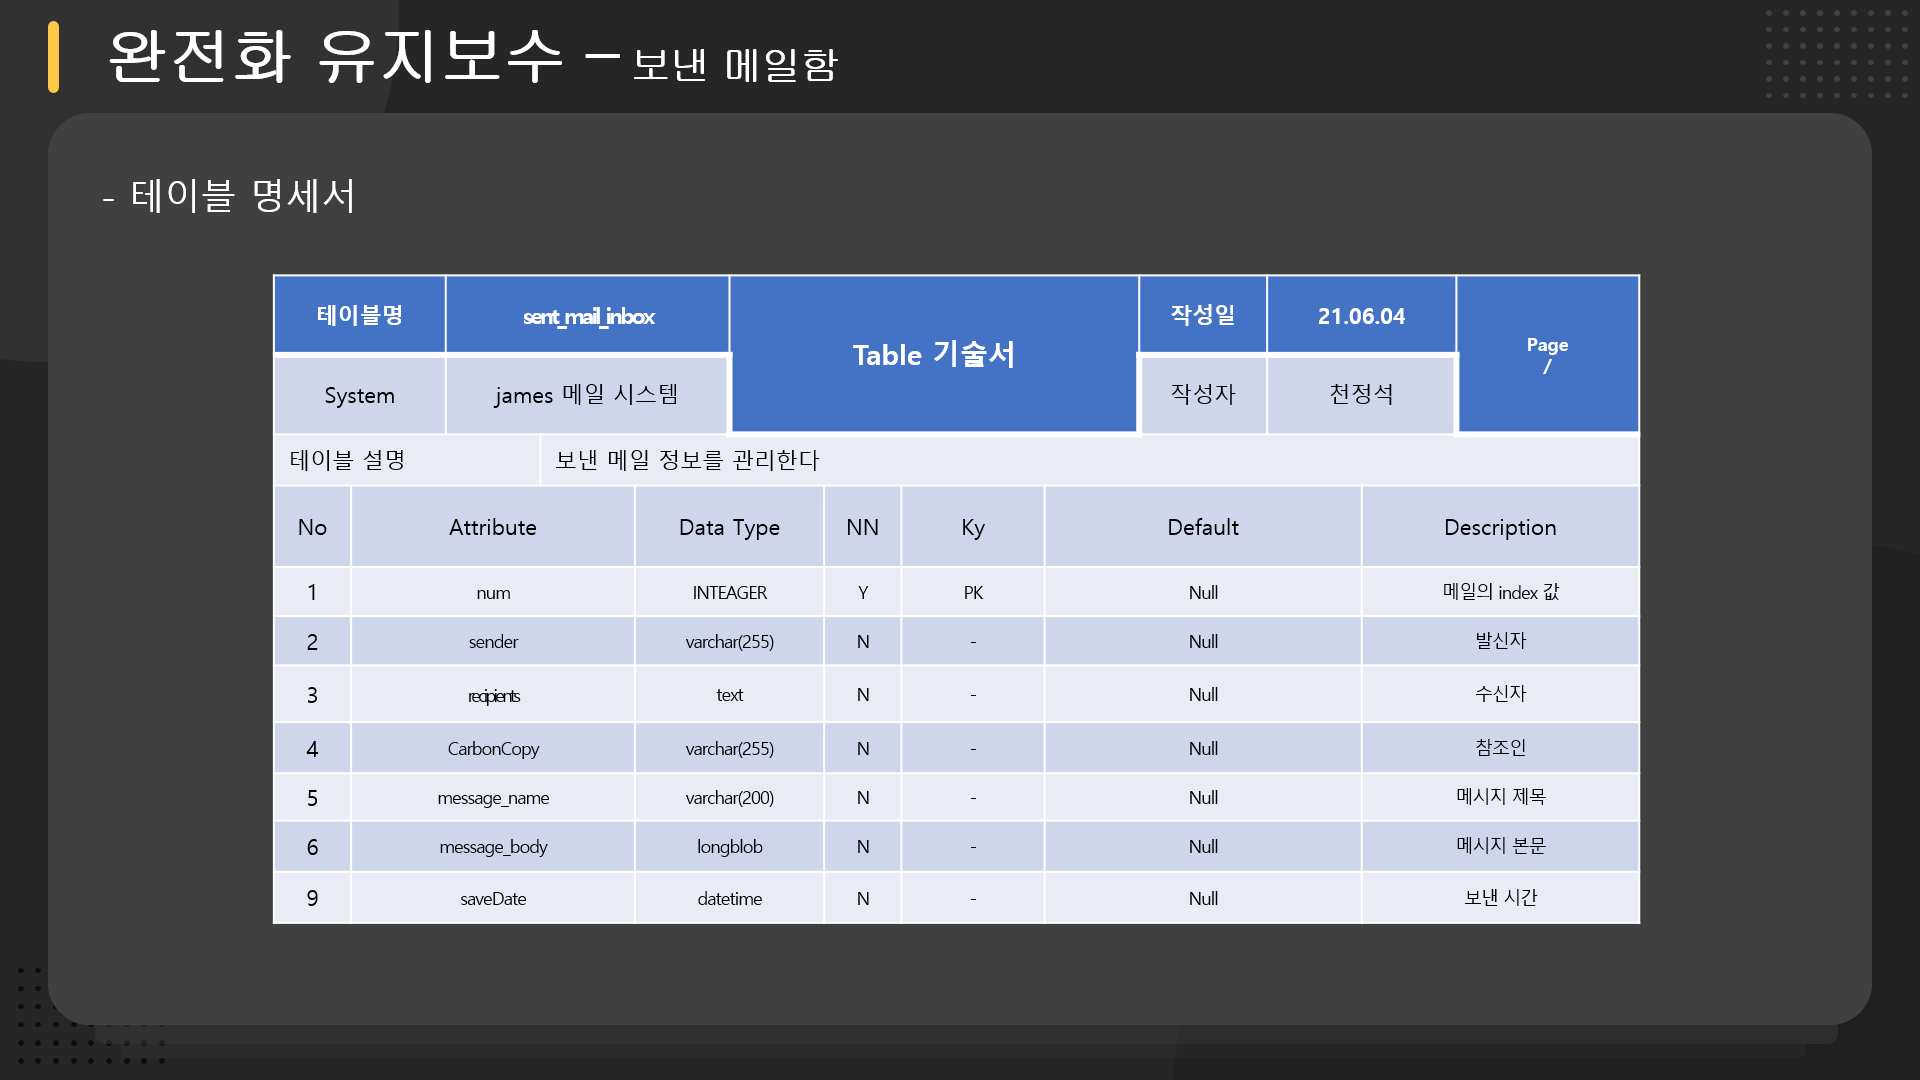 완전화 유지보수 – 보낸 메일함
- 테이블 명세서
테이블명 sent_mail_inbox Table 기술서 작성일 21.06.04 Page /
System james 메일 시스템 작성자 천정석
테이블 설명 보낸 메일 정보를 관리한다
No Attribute Data Type NN Ky Default Description
1 num INTEAGER Y PK Null 메일의 index 값
2 sender varchar(255) N - Null 발신자
3 recipients text N - Null 수신자
4 CarbonCopy varchar(255) N - Null 참조인
5 message_name varchar(200) N - Null 메시지 제목
6 message_body longblob N - Null 메시지 본문
9 saveDate datetime N - Null 보낸 시간